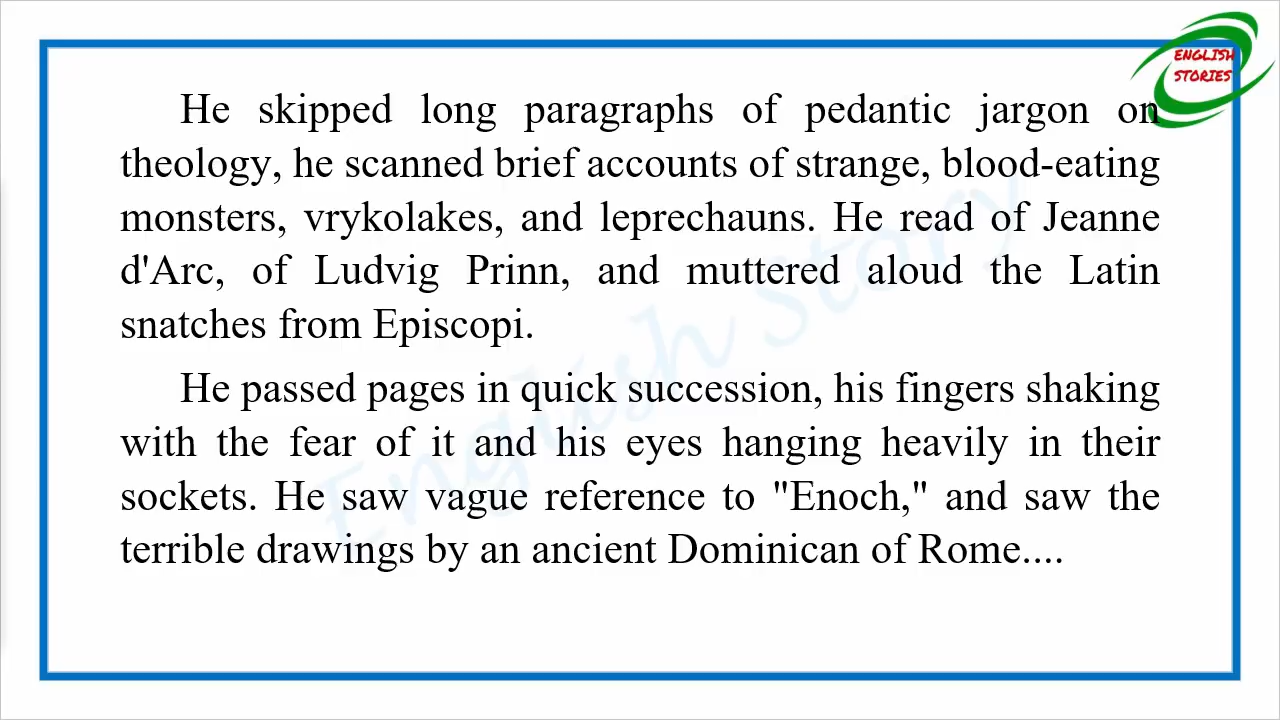 ENGLISH
STORIES
He skipped long paragraphs of pedantic jargon on
theology, he scanned brief accounts of strange, blood-eating
monsters, vrykolakes, and leprechauns. He read of Jeanne
d'Arc, of Ludvig Prinn, and muttered aloud the Latin
snatches from Episcopi.
He passed pages in quick succession, his fingers shaking
with the fear of it and his eyes hanging heavily in their
sockets. He saw vague reference to "Enoch," and saw the
terrible drawings by an ancient Dominican of Rome....
English Story